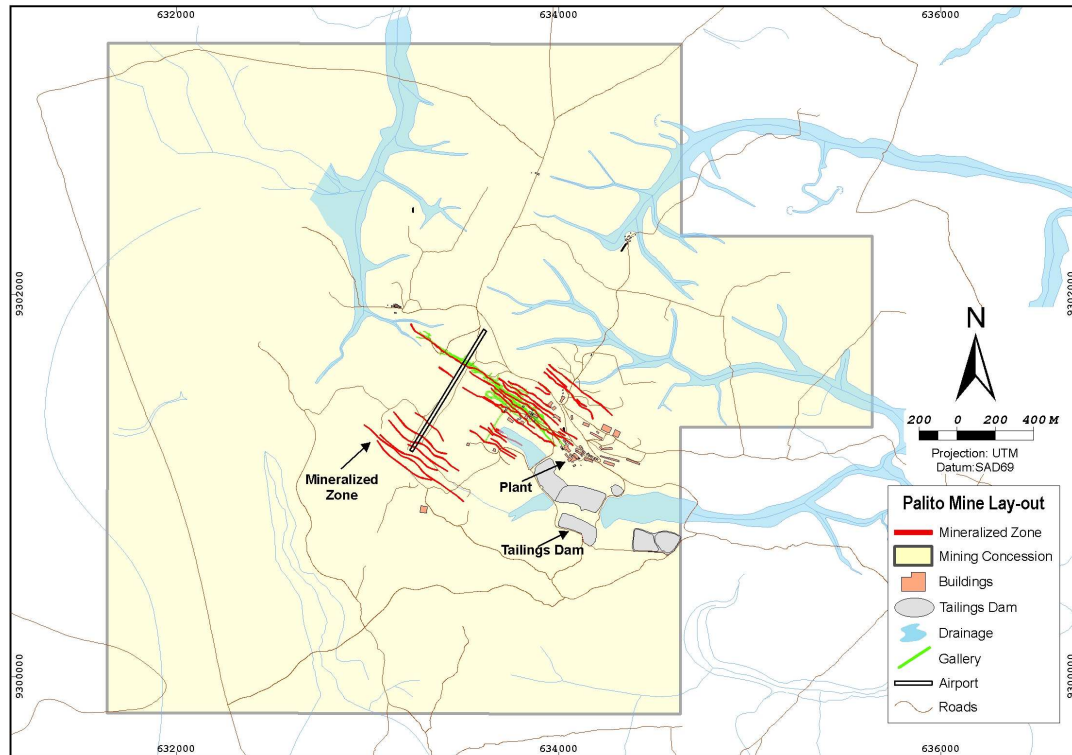 632000
634000
636000
9302000
9302000
N
200 0 200 400 M
Projection: UTM
Datum:SAD69
Mineralized
Zone
Plant
Tailings Dam
Palito Mine Lay-out
Mineralized Zone
Mining Concession
Buildings
Tailings Dam
Drainage
Gallery
Airport
Roads
9300000
9300000
632000
634000
636000